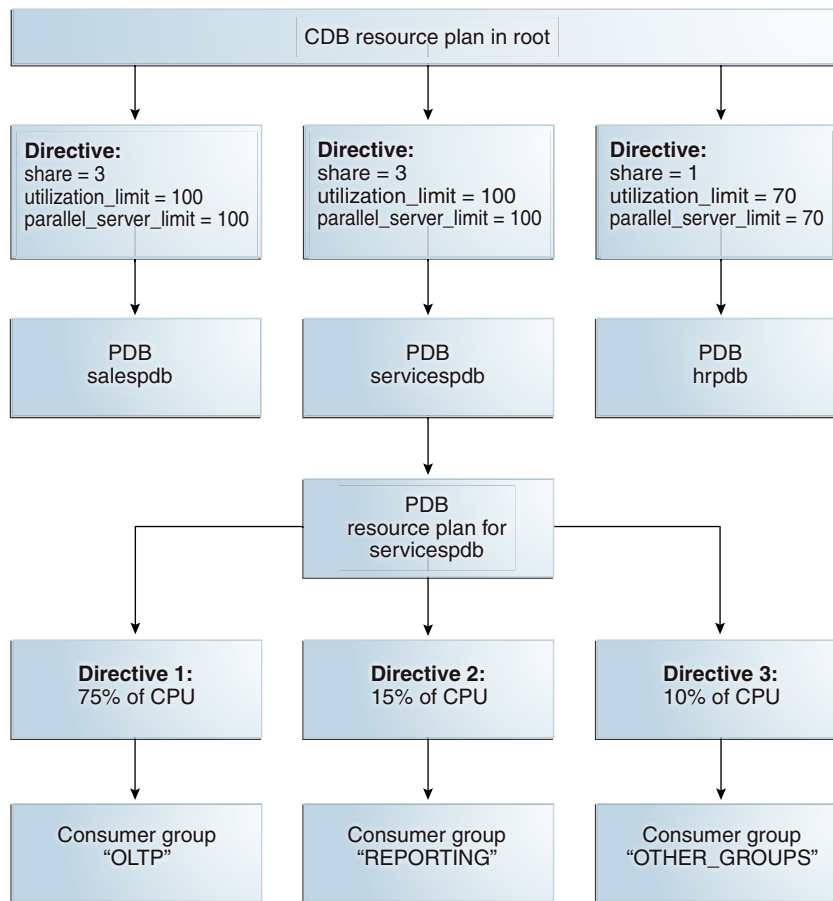 CDB resource plan in root
Directive:
share = 3
utilization_limit = 100
parallel_server_limit = 100
Directive:
share = 3
utilization_limit = 100
parallel_server_limit = 100
Directive:
share = 1
utilization_limit = 70
parallel_server_limit = 70
PDB
salespdb
PDB
servicespdb
PDB
hrpdb
PDB
resource plan for
servicespdb
Directive 1:
75% of CPU
Directive 2:
15% of CPU
Directive 3:
10% of CPU
Consumer group
“OLTP”
Consumer group
“REPORTING”
Consumer group
“OTHER_GROUPS”